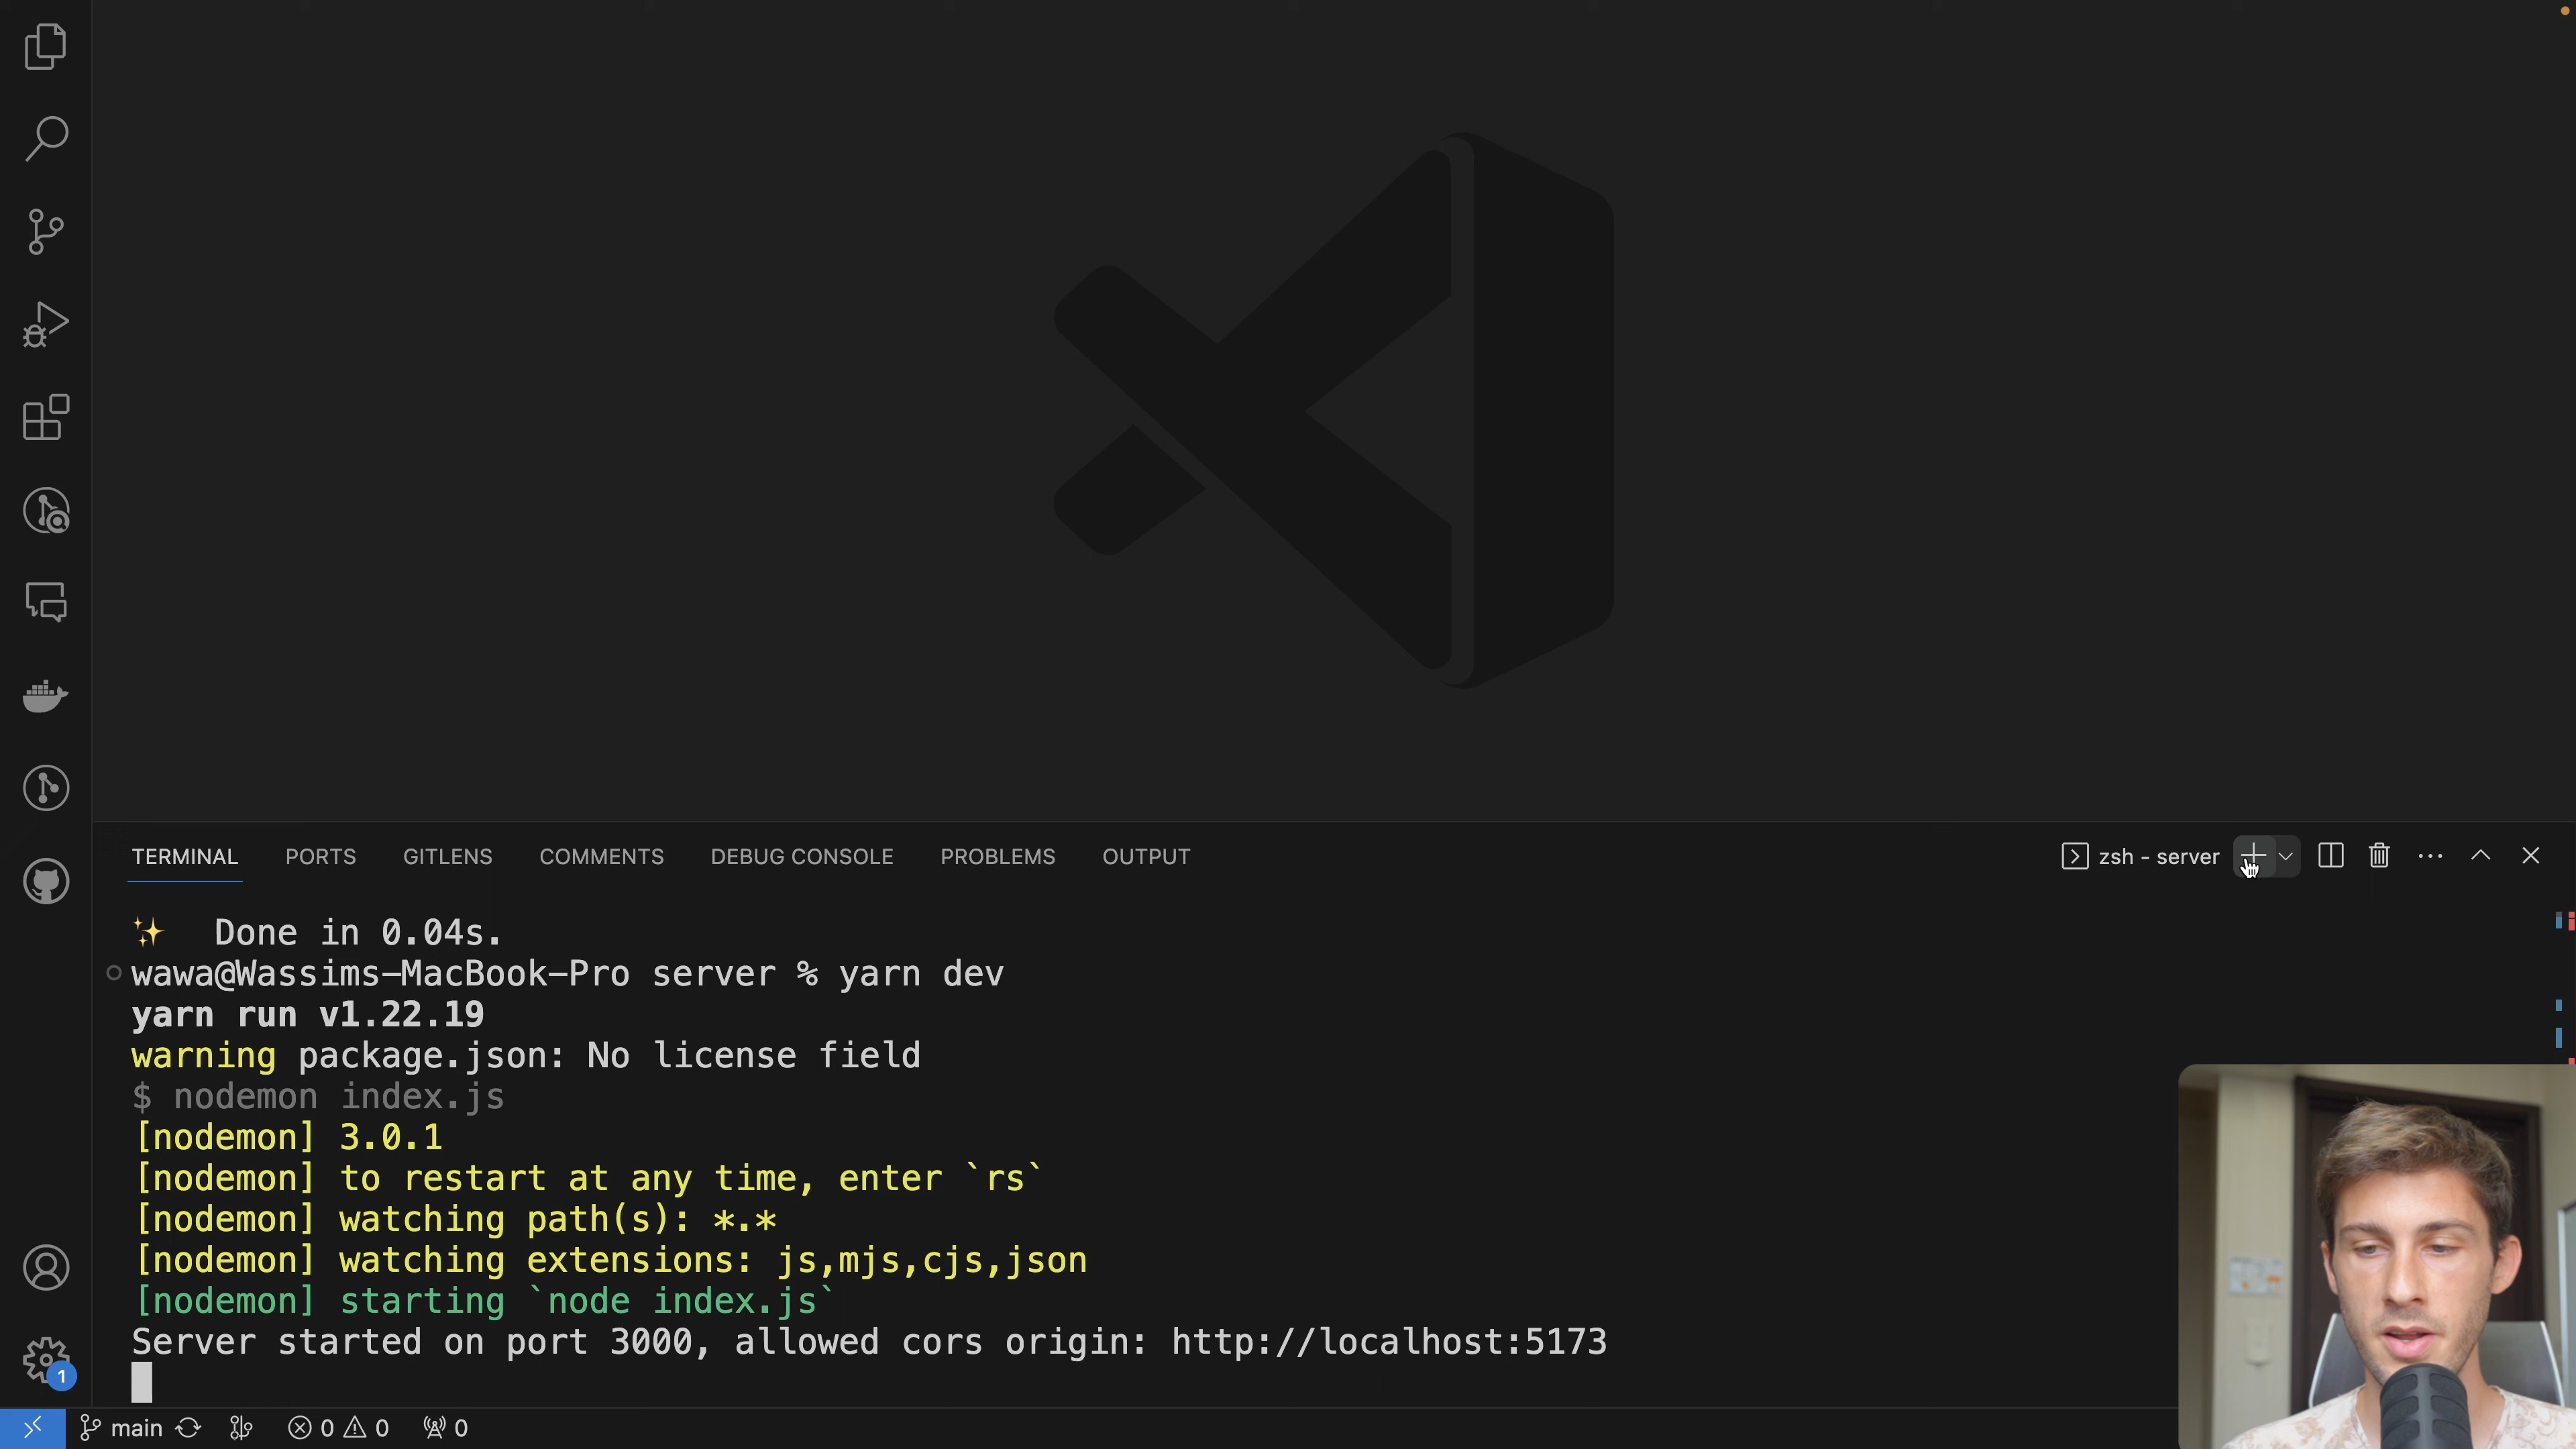 TERMINAL PORTS GITLENS COMMENTS DEBUG CONSOLE PROBLEMS OUTPUT zsh - server
✨ Done in 0.04s.
wawa@Wassims-MacBook-Pro server % yarn dev
yarn run v1.22.19
warning package.json: No license field
$ nodemon index.js
[nodemon] 3.0.1
[nodemon] to restart at any time, enter `rs`
[nodemon] watching path(s): *.*
[nodemon] watching extensions: js,mjs,cjs,json
[nodemon] starting `node index.js`
Server started on port 3000, allowed cors origin: http://localhost:5173
1
main 0 0 0